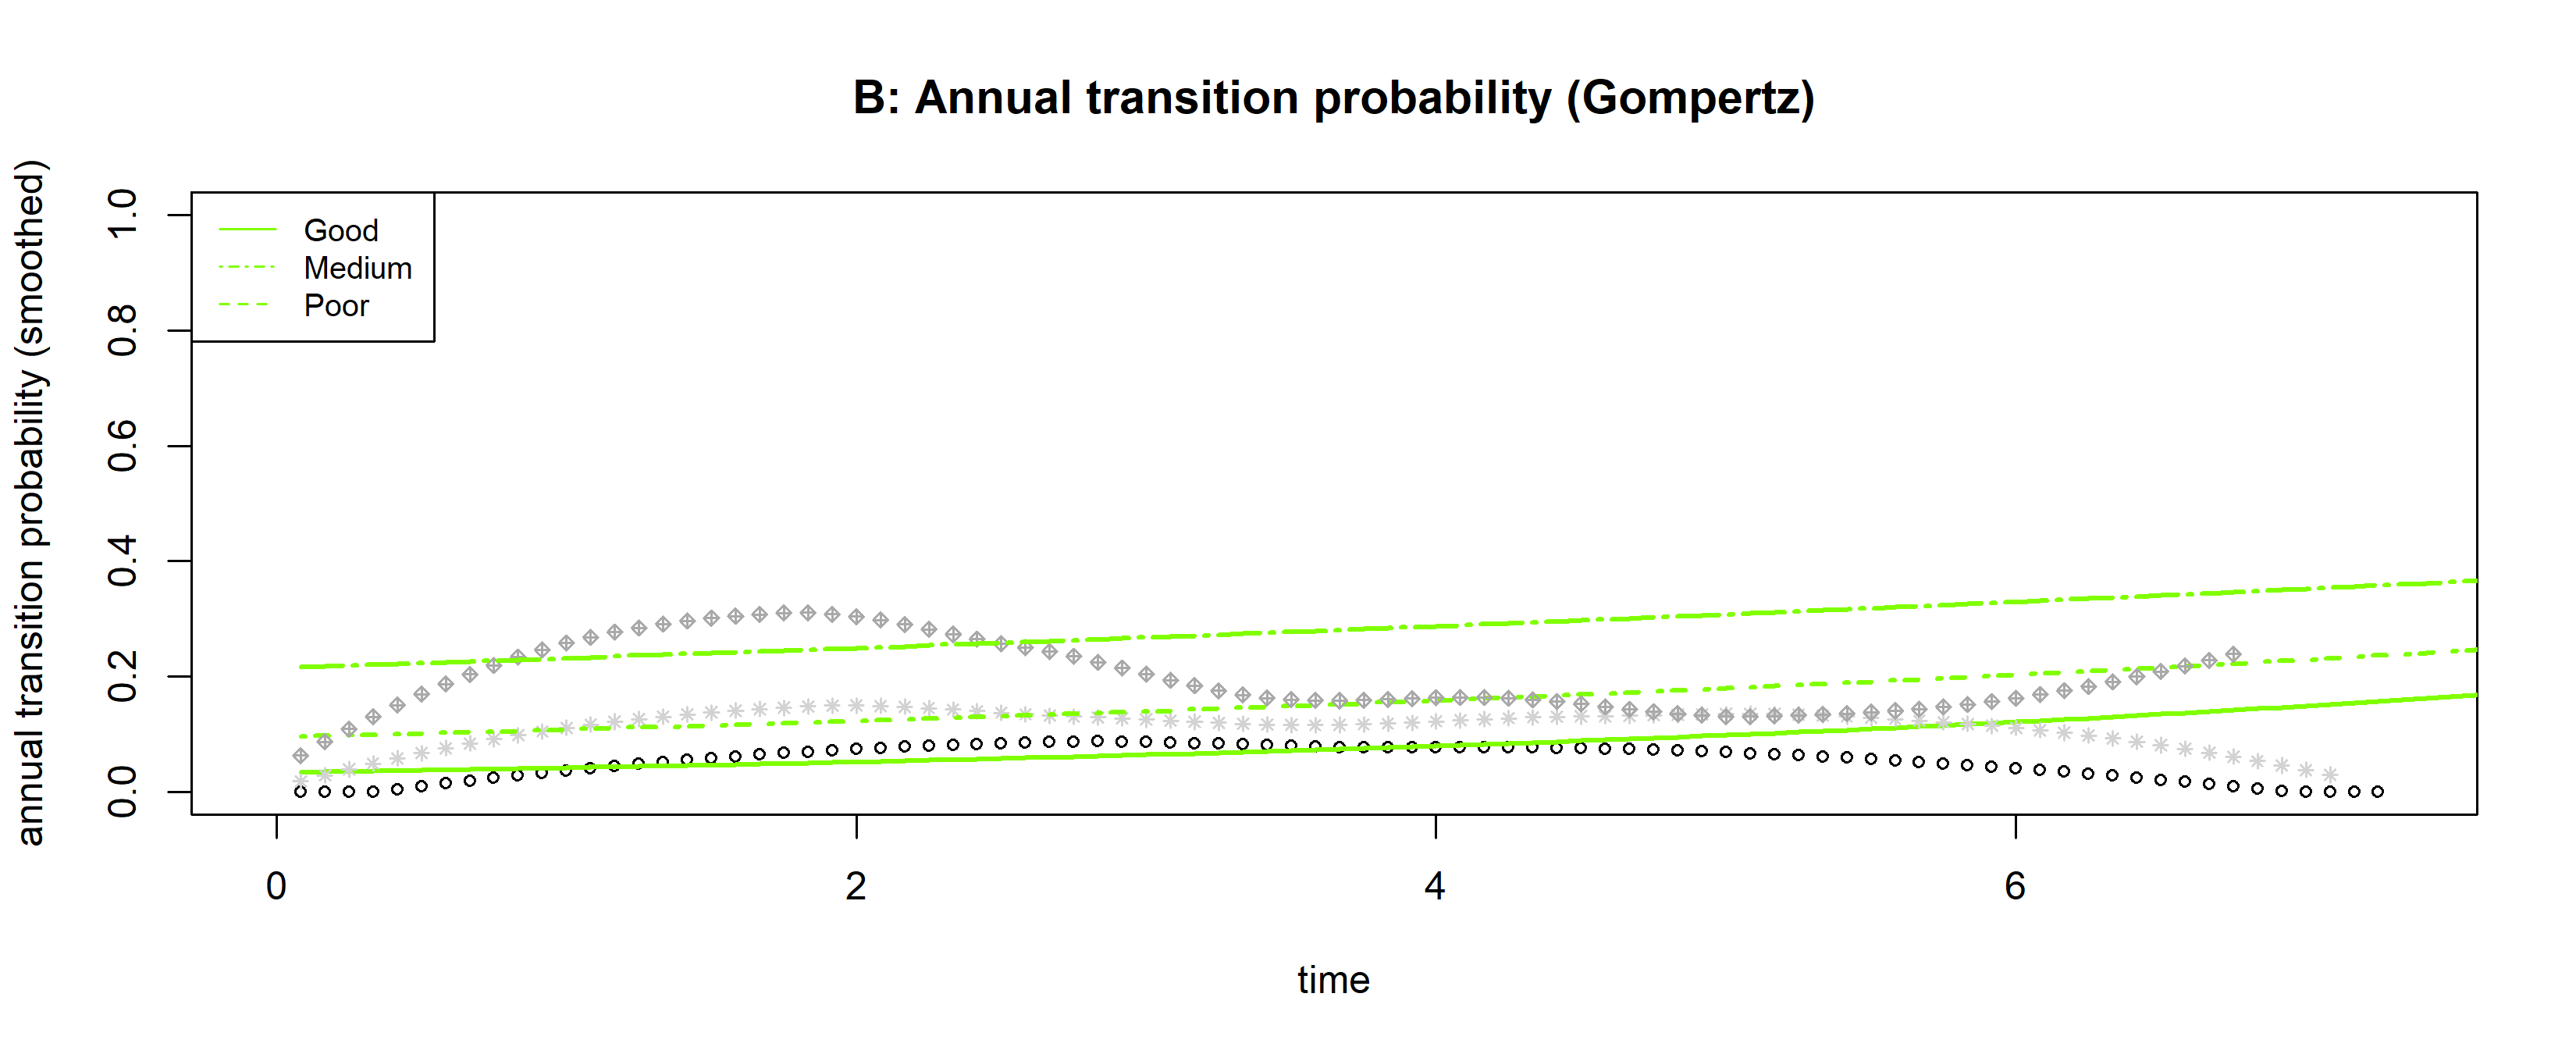 B: Annual transition probability (Gompertz)
annual transition probability (smoothed)
1.0
0.8
0.6
0.4
0.2
0.0
Good
Medium
Poor
0 2 4 6
time